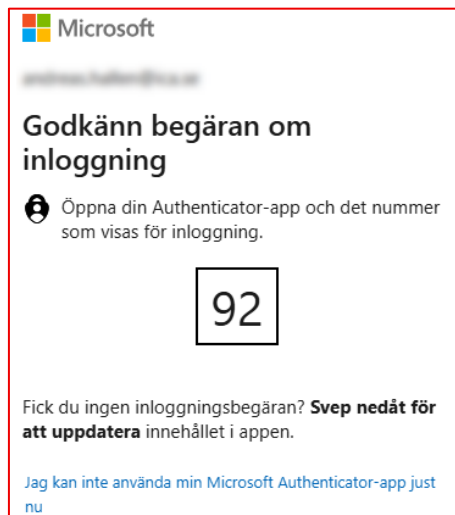 Microsoft
Godkänn begäran om
inloggning
Öppna din Authenticator-app och det nummer
som visas för inloggning.
92
Fick du ingen inloggningsbegäran? Svep nedåt för
att uppdatera innehållet i appen.
Jag kan inte använda min Microsoft Authenticator-app just
nu